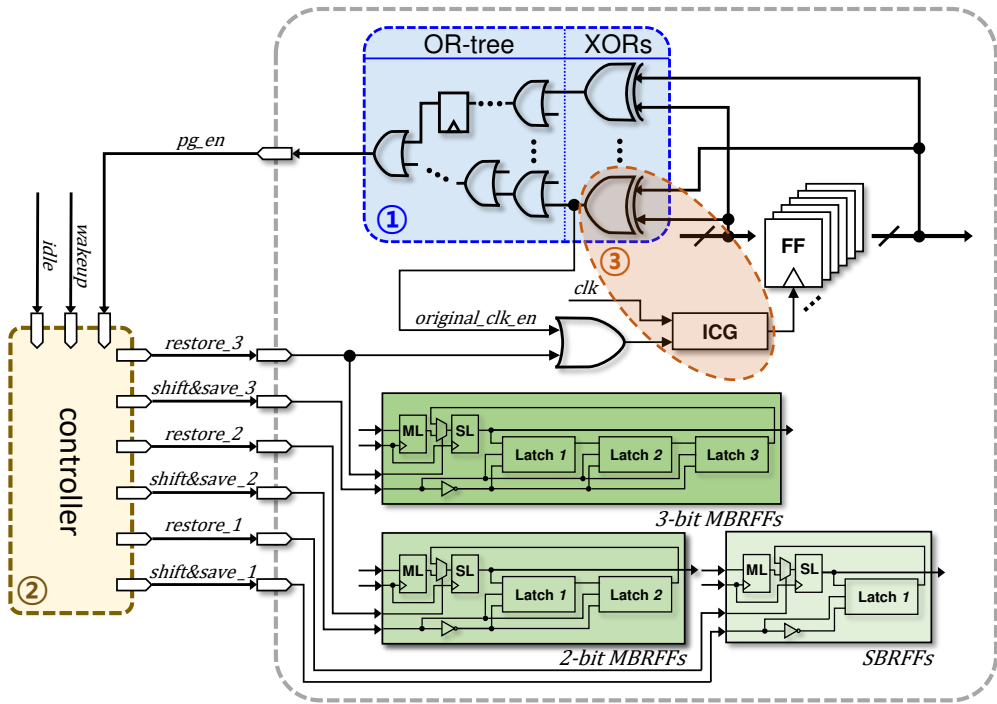 OR-tree
XORs
pg_en
①
idle
wakeup
③
FF
clk
original_clk_en
ICG
controller
②
restore_3
shift&save_3
restore_2
shift&save_2
restore_1
shift&save_1
ML
SL
Latch 1
Latch 2
Latch 3
3-bit MBRFFs
ML
SL
Latch 1
Latch 2
2-bit MBRFFs
ML
SL
Latch 1
SBRFFs